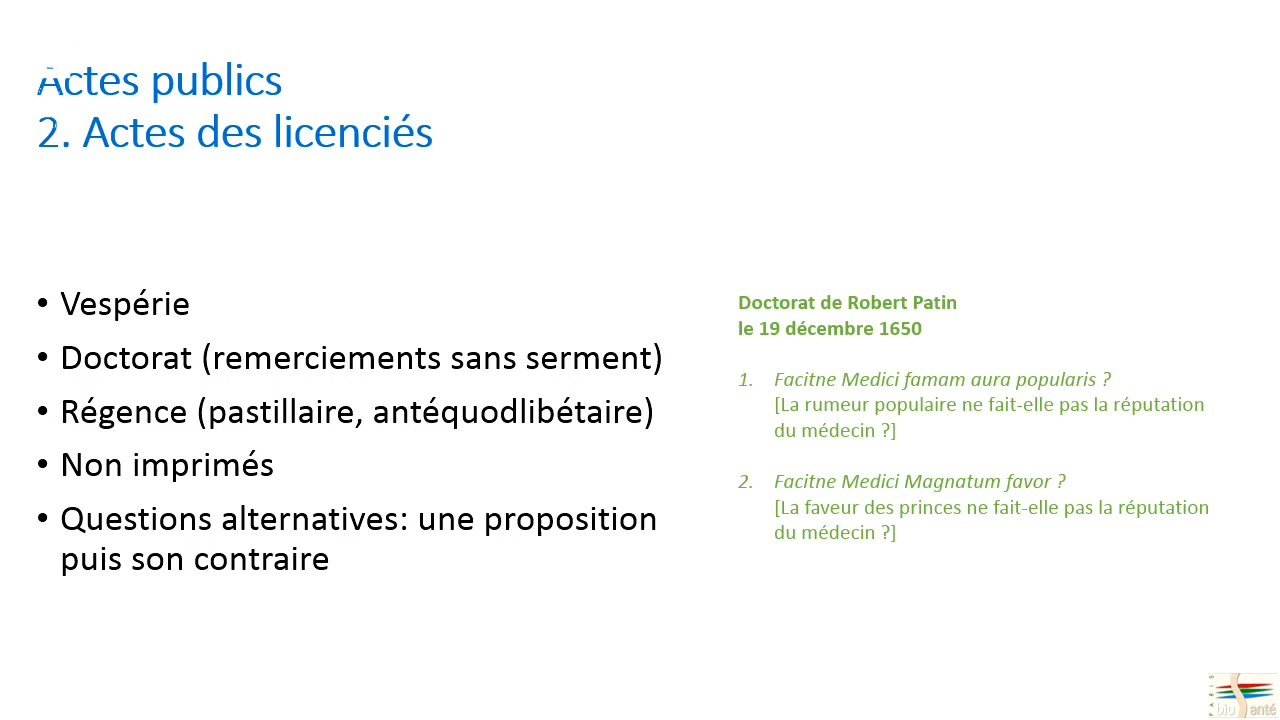 Actes publics
2. Actes des licenciés
• Vespérie
• Doctorat (remerciements sans serment)
• Régence (pastillaire, antéquodlibétaire)
• Non imprimés
• Questions alternatives: une proposition
puis son contraire
Doctorat de Robert Patin
le 19 décembre 1650
1. Facitne Medici famam aura popularis ?
[La rumeur populaire ne fait-elle pas la réputation
du médecin ?]
2. Facitne Medici Magnatum favor ?
[La faveur des princes ne fait-elle pas la réputation
du médecin ?]
biu Santé